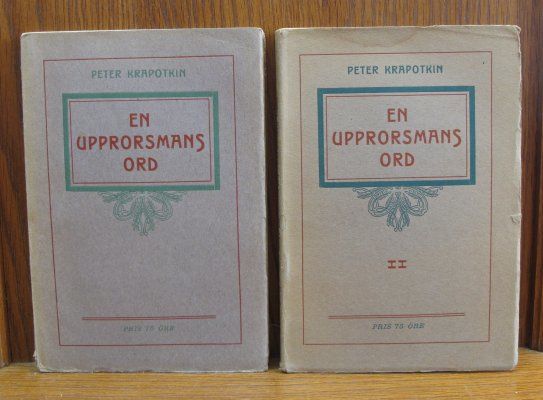 PETER KRAPOTKIN
EN
UPPRORSMANS
ORD
PRIS 75 ÖRE
PETER KRAPOTKIN
EN
UPPRORSMANS
ORD
II
PRIS 75 ÖRE